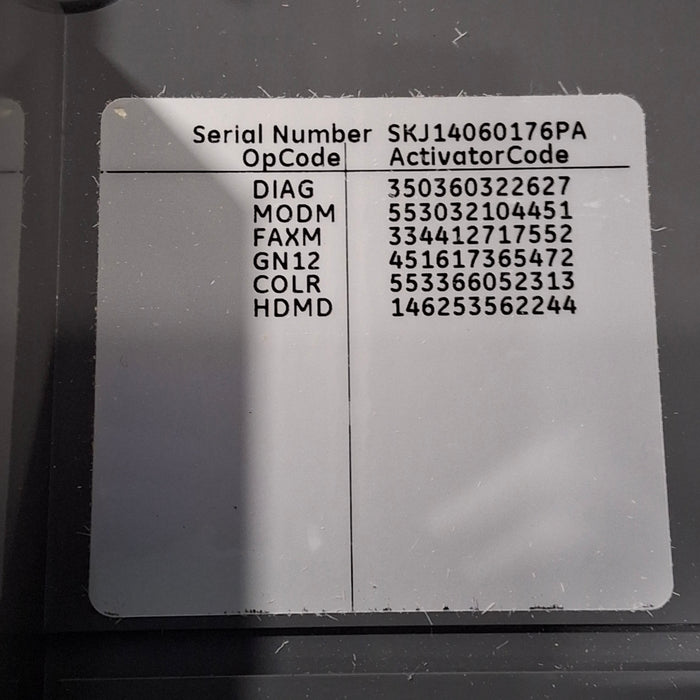 Serial Number SKJ14060176PA
OpCode ActivatorCode
DIAG 350360322627
MODM 553032104451
FAXM 334412717552
GN12 451617365472
COLR 553366052313
HDMD 146253562244